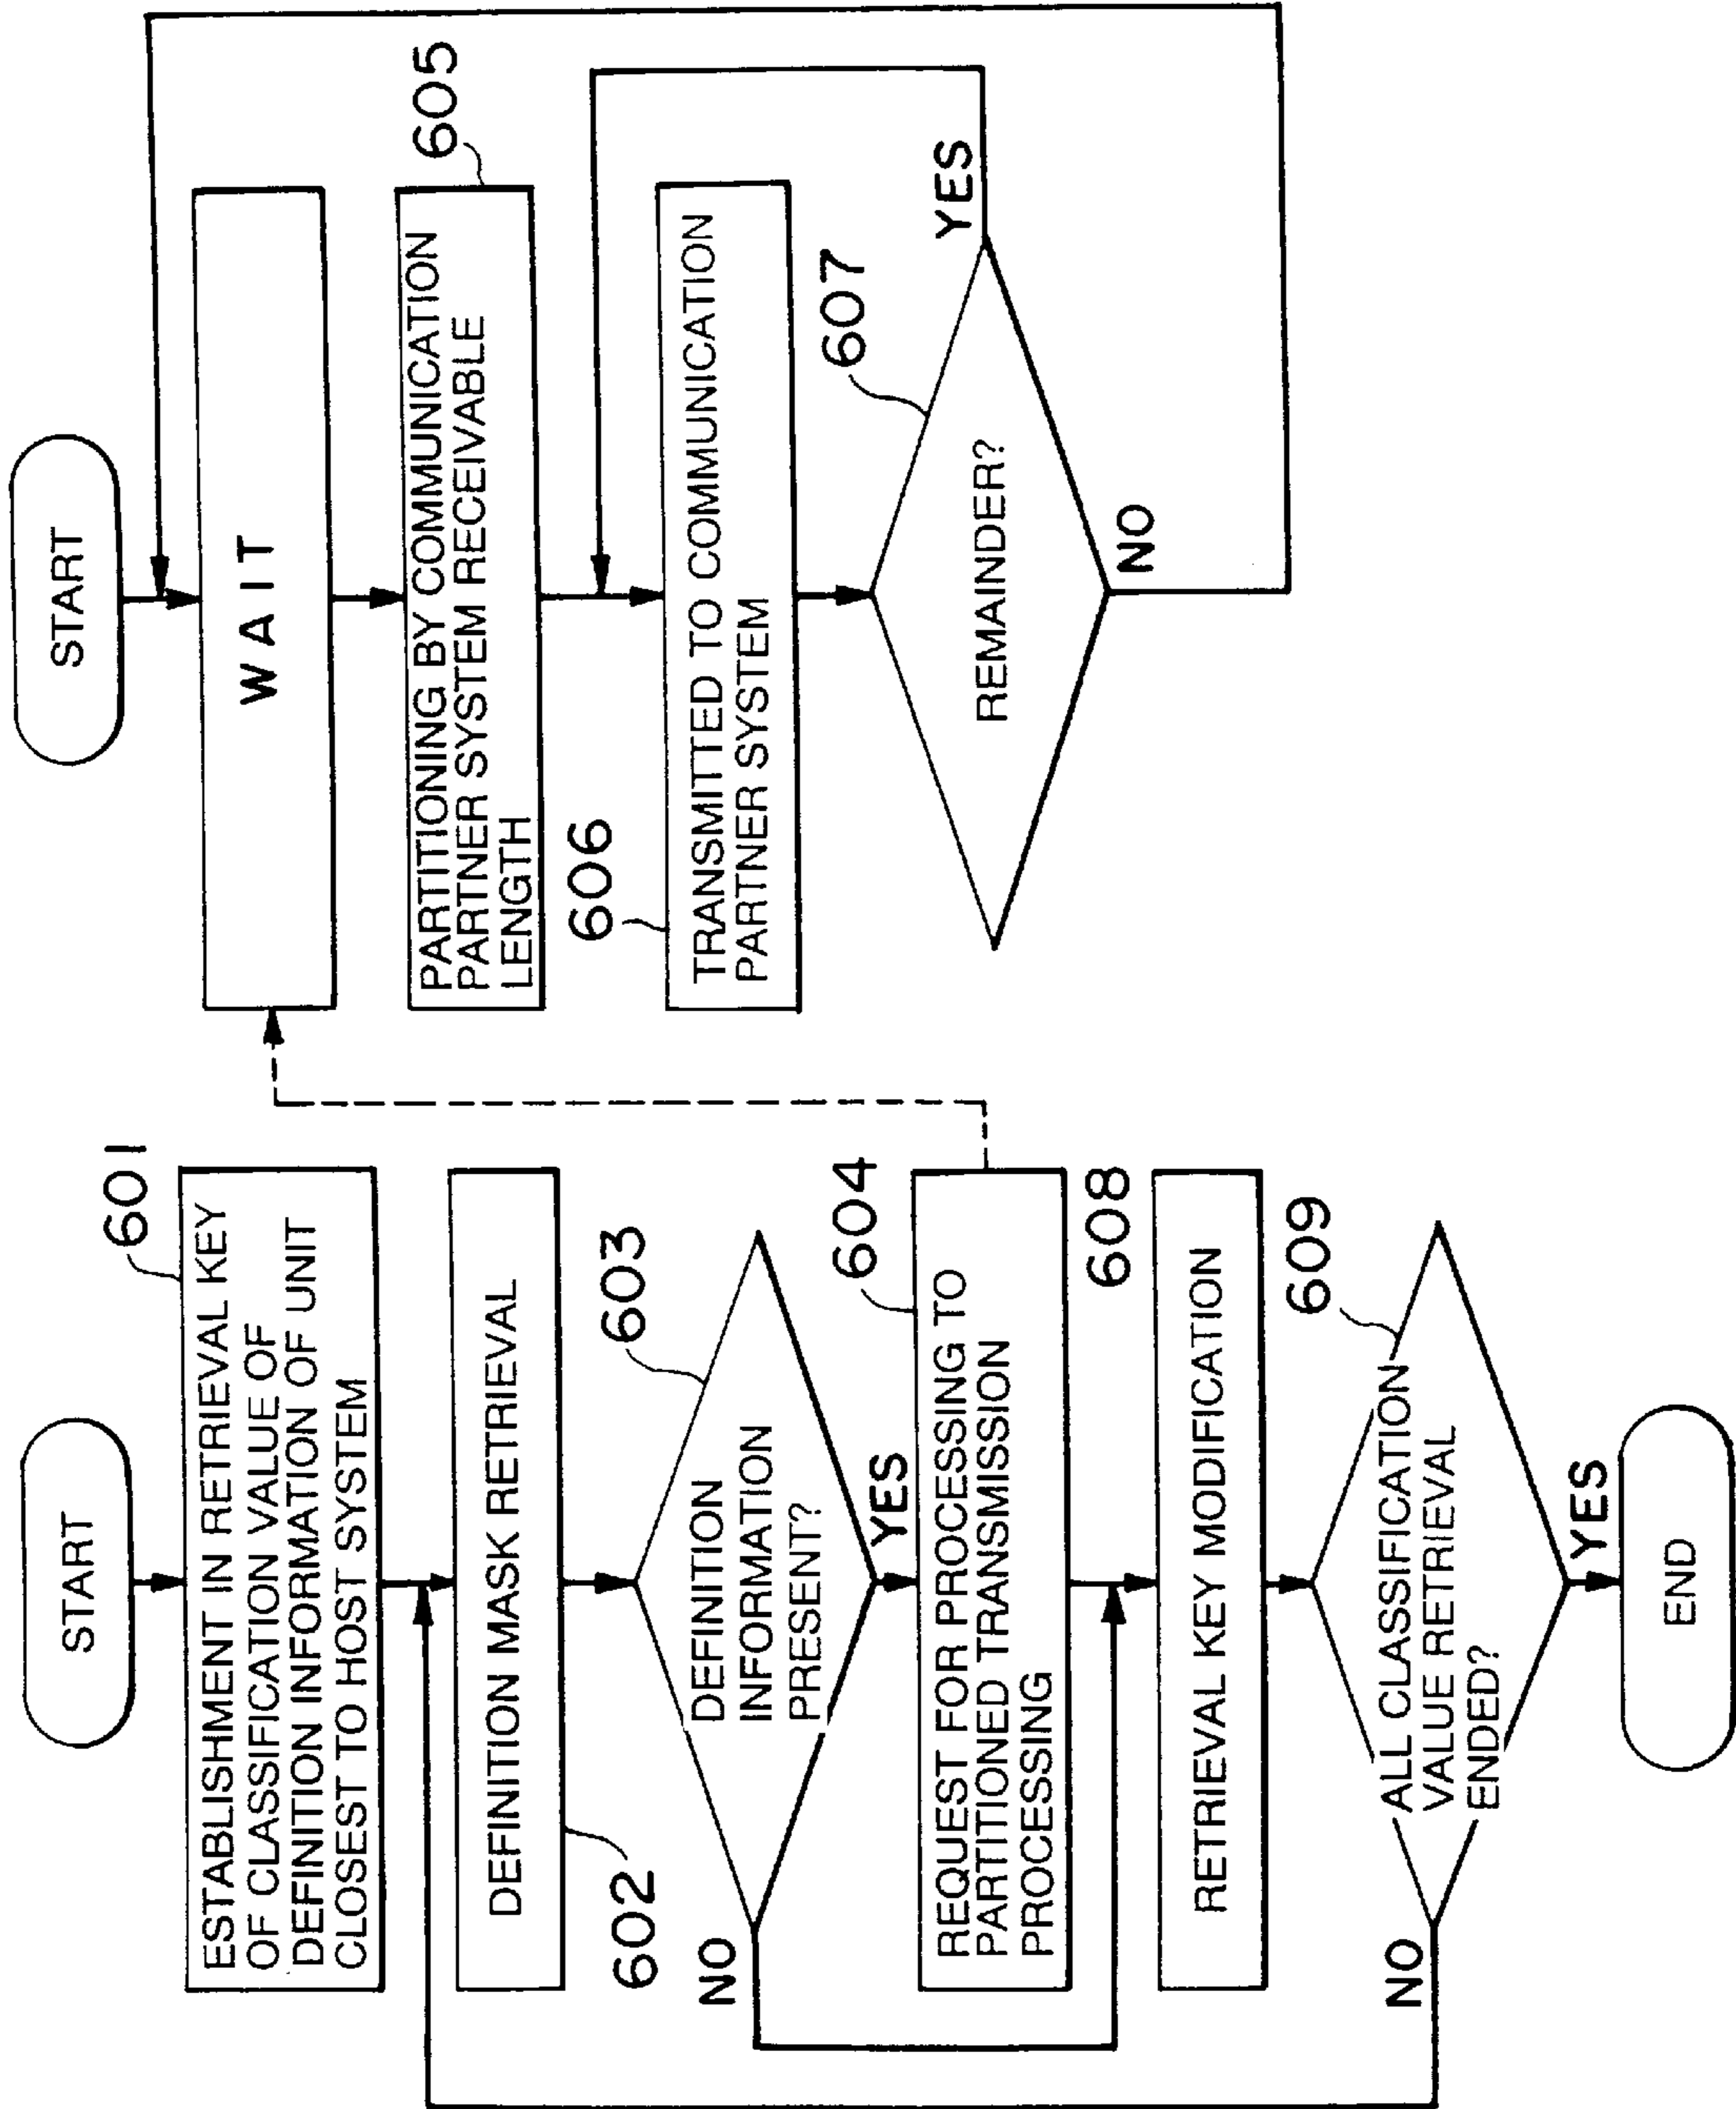 START
601
ESTABLISHMENT IN RETRIEVAL KEY
OF CLASSIFICATION VALUE OF
DEFINITION INFORMATION OF UNIT
CLOSEST TO HOST SYSTEM
DEFINITION MASK RETRIEVAL
602
603
DEFINITION
INFORMATION
PRESENT?
NO
YES
604
REQUEST FOR PROCESSING TO
PARTITIONED TRANSMISSION
PROCESSING
608
RETRIEVAL KEY MODIFICATION
609
ALL CLASSIFICATION
VALUE RETRIEVAL
ENDED?
NO
YES
END
START
WAIT
605
PARTITIONING BY COMMUNICATION
PARTNER SYSTEM RECEIVABLE
LENGTH
606
TRANSMITTED TO COMMUNICATION
PARTNER SYSTEM
607
REMAINDER?
YES
NO